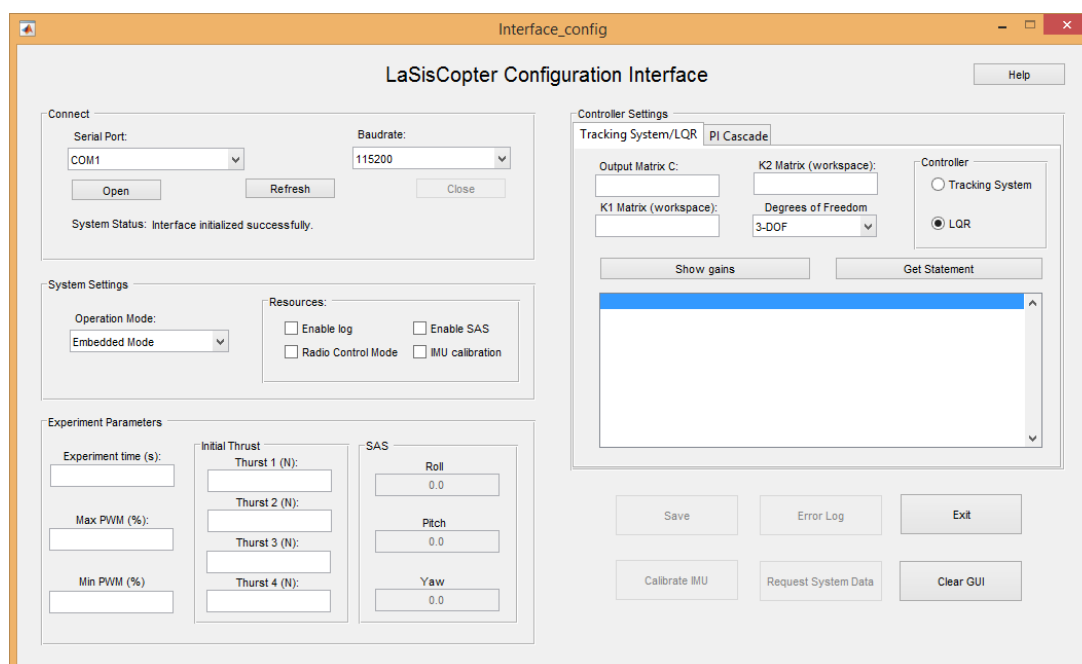 Interface_config
LaSisCopter Configuration Interface
Help
Connect
Serial Port:
Baudrate:
COM1
115200
Open
Refresh
Close
System Status: Interface initialized successfully.
System Settings
Operation Mode:
Embedded Mode
Resources:
Enable log
Enable SAS
Radio Control Mode
IMU calibration
Experiment Parameters
Experiment time (s):
Max PWM (%):
Min PWM (%)
Initial Thrust
Thurst 1 (N):
Thurst 2 (N):
Thurst 3 (N):
Thurst 4 (N):
SAS
Roll
0.0
Pitch
0.0
Yaw
0.0
Controller Settings
Tracking System/LQR
PI Cascade
Output Matrix C:
K2 Matrix (workspace):
K1 Matrix (workspace):
Degrees of Freedom
3-DOF
Controller
Tracking System
LQR
Show gains
Get Statement
Save
Error Log
Exit
Calibrate IMU
Request System Data
Clear GUI